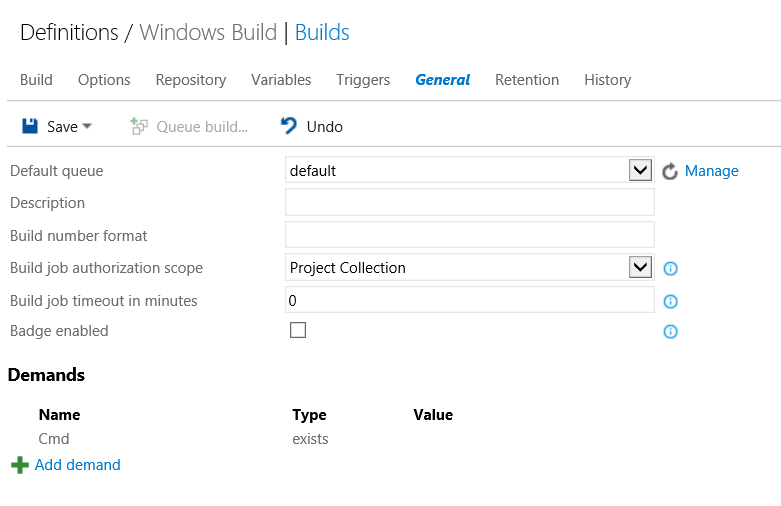 Definitions / Windows Build | Builds
Build Options Repository Variables Triggers General Retention History
Save Queue build... Undo
Default queue default Manage
Description
Build number format
Build job authorization scope Project Collection
Build job timeout in minutes 0
Badge enabled
Demands
Name Type Value
Cmd exists
Add demand